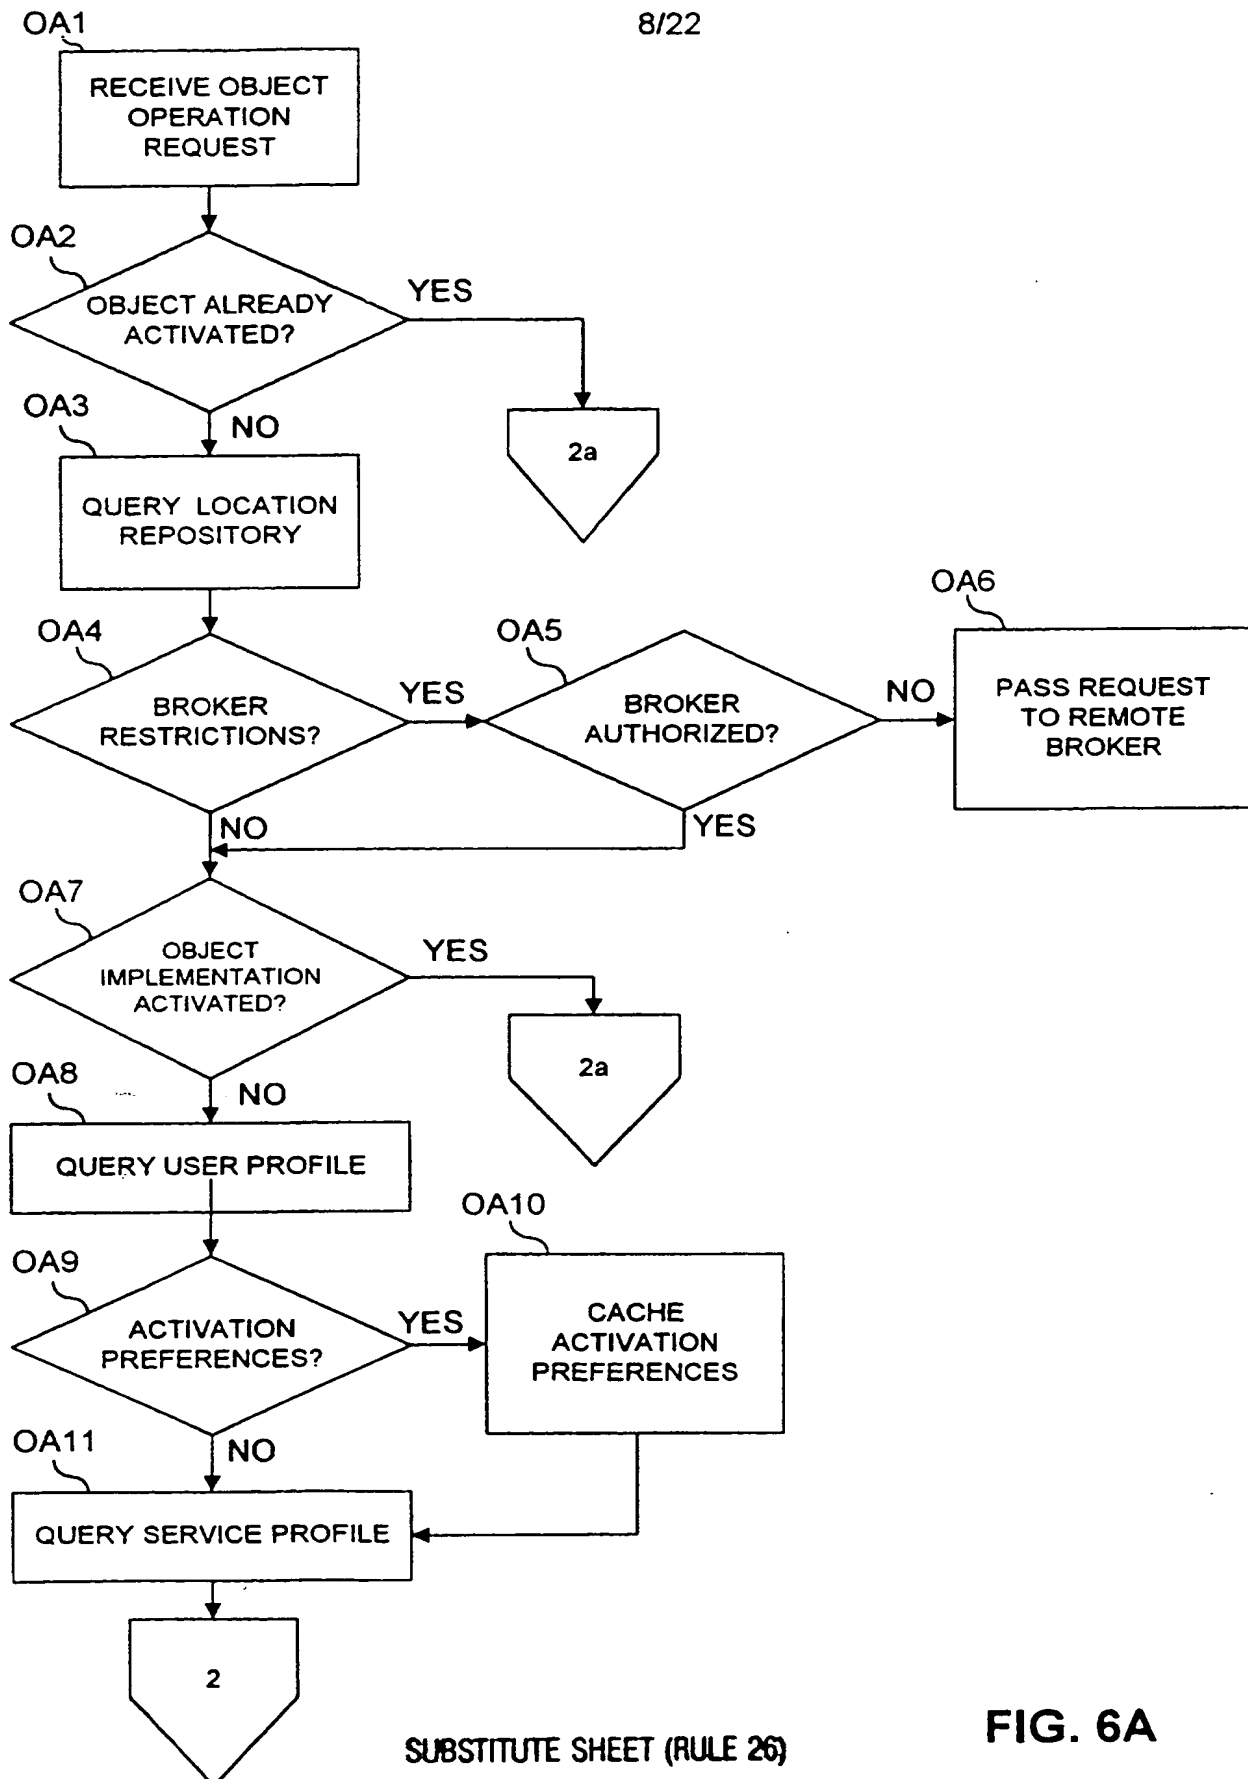 OA1
8/22
RECEIVE OBJECT
OPERATION
REQUEST
OA2
OBJECT ALREADY
ACTIVATED?
YES
2a
NO
OA3
QUERY LOCATION
REPOSITORY
OA4
BROKER
RESTRICTIONS?
YES
OA5
BROKER
AUTHORIZED?
NO
OA6
PASS REQUEST
TO REMOTE
BROKER
NO
YES
OA7
OBJECT
IMPLEMENTATION
ACTIVATED?
YES
2a
NO
OA8
QUERY USER PROFILE
OA9
ACTIVATION
PREFERENCES?
YES
OA10
CACHE
ACTIVATION
PREFERENCES
NO
OA11
QUERY SERVICE PROFILE
2
SUBSTITUTE SHEET (RULE 26)
FIG. 6A